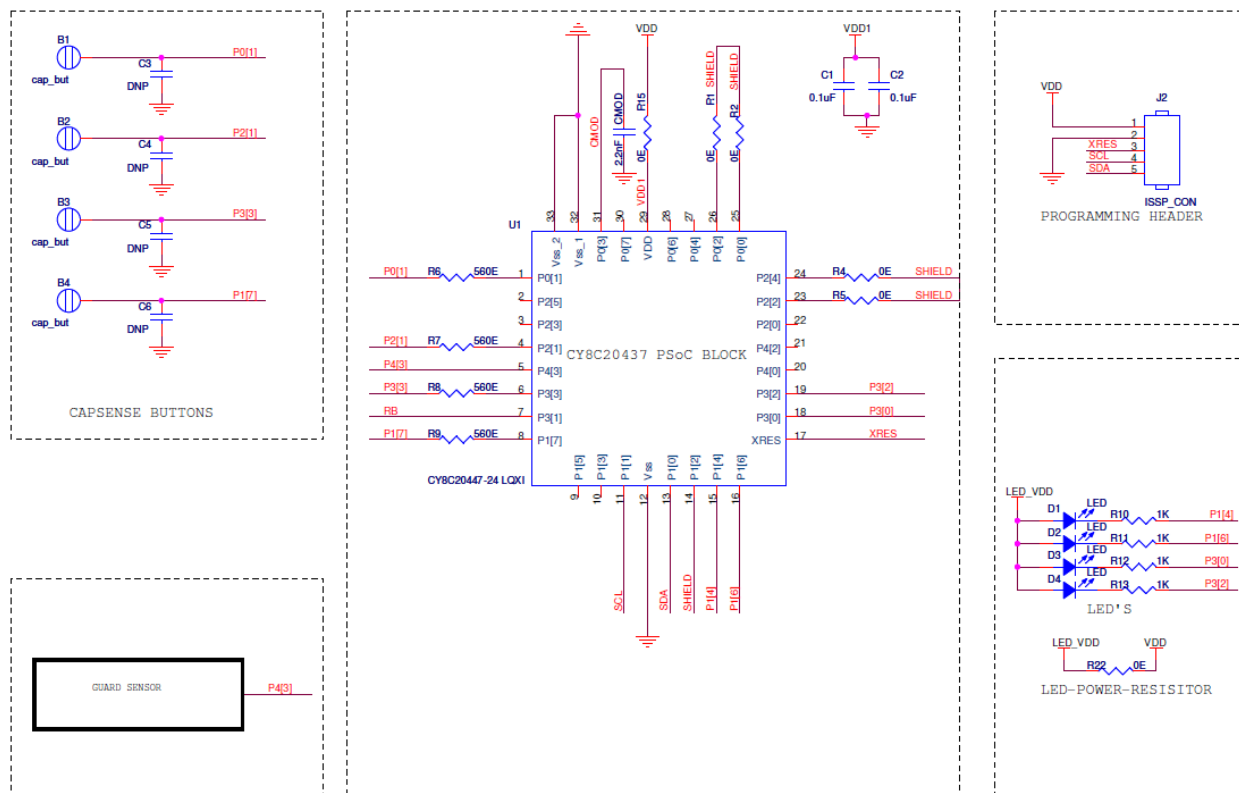 B1
cap_but
P0[1]
C3
DNP
B2
cap_but
P2[1]
C4
DNP
B3
cap_but
P3[3]
C5
DNP
B4
cap_but
P1[7]
C6
DNP
CAPSENSE BUTTONS
GUARD SENSOR
P4[3]
VDD
VDD1
CMOD
CMOD
2.2nF
R15
0E
VDD1
SHIELD
SHIELD
R1
0E
R2
0E
C1
0.1uF
C2
0.1uF
U1
33
32
31
30
29
28
27
26
25
Vss_2
Vss_1
P0[3]
P0[7]
VDD
P0[6]
P0[4]
P0[2]
P0[0]
P0[1] R6 560E 1 P0[1]
2 P2[5]
3 P2[3]
P2[1] R7 560E 4 P2[1]
P4[3] 5 P4[3]
P3[3] R8 560E 6 P3[3]
RB 7 P3[1]
P1[7] R9 560E 8 P1[7]
CY8C20437 PSoC BLOCK
P2[4] 24 R4 0E SHIELD
P2[2] 23 R5 0E SHIELD
P2[0] 22
P4[2] 21
P4[0] 20
P3[2] 19 P3[2]
P3[0] 18 P3[0]
XRES 17 XRES
CY8C20447-24 LQXI
P1[5]
P1[3]
P1[1]
Vss
P1[0]
P1[2]
P1[4]
P1[6]
9
10
11
12
13
14
15
16
SCL
SDA
SHIELD
P1[4]
P1[6]
VDD
J2
1
2
XRES 3
SCL 4
SDA 5
ISSP_CON
PROGRAMMING HEADER
LED_VDD
D1 LED R10 1K P1[4]
D2 LED R11 1K P1[6]
D3 LED R12 1K P3[0]
D4 LED R13 1K P3[2]
LED'S
LED_VDD
VDD
R22 0E
LED-POWER-RESISITOR